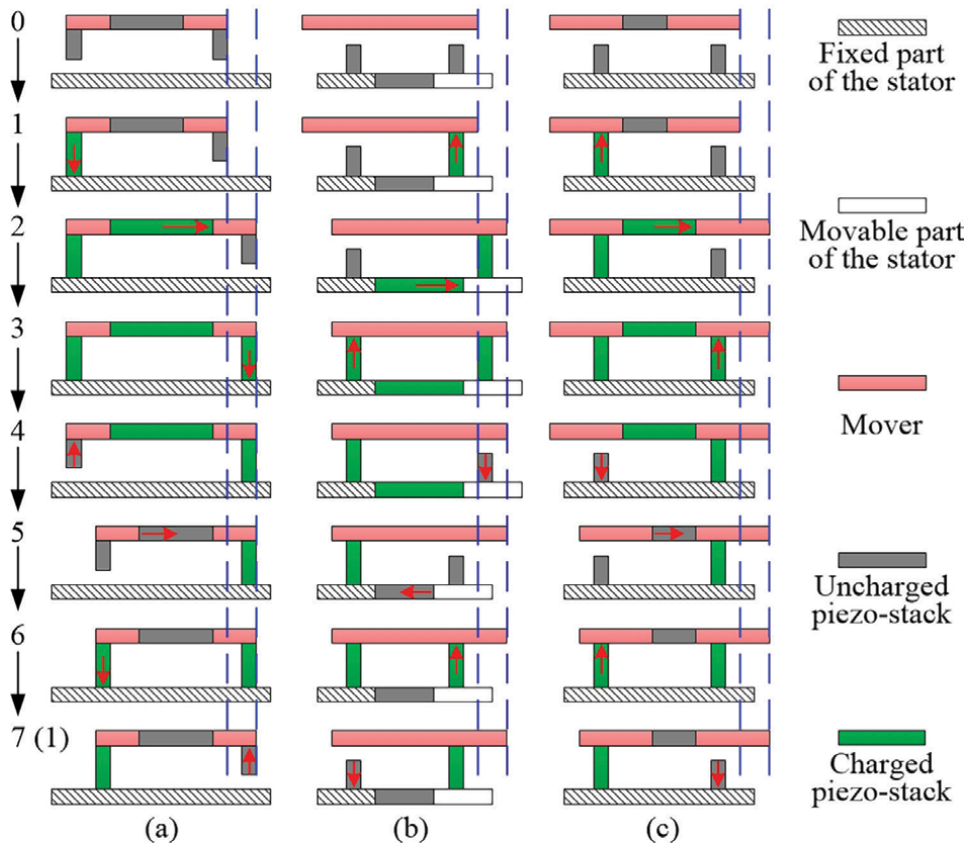 0
1
2
3
4
5
6
7 (1)
(a)
(b)
(c)
Fixed part
of the stator
Movable part
of the stator
Mover
Uncharged
piezo-stack
Charged
piezo-stack